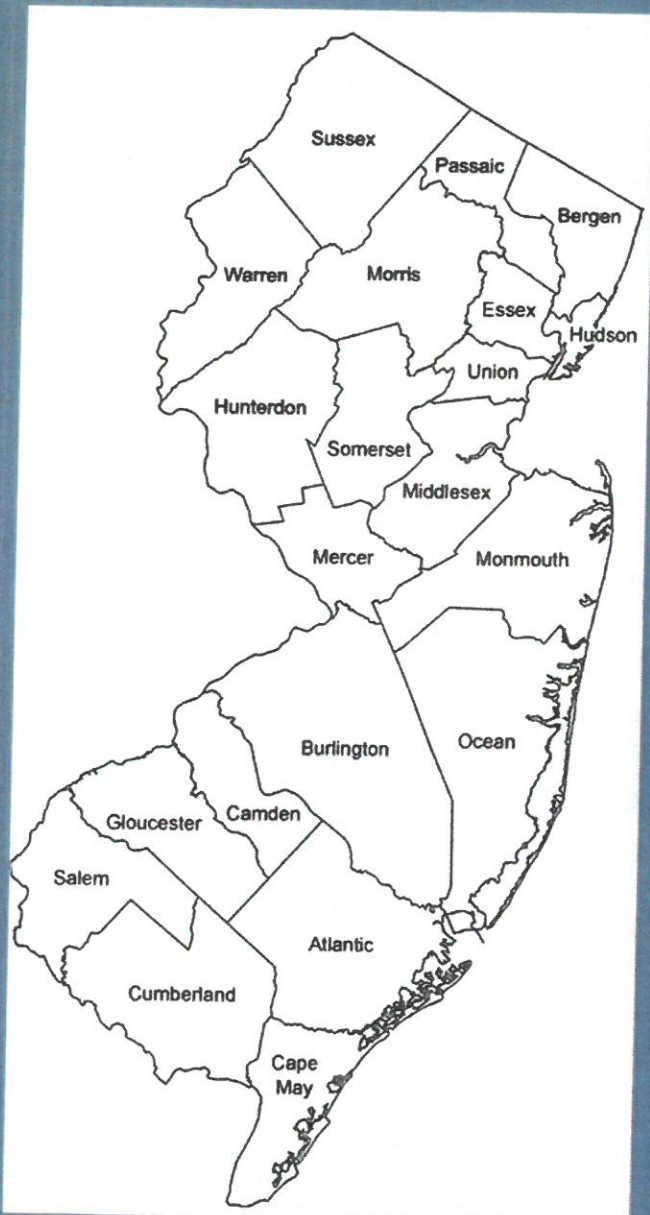 Sussex
Passaic
Bergen
Warren
Morris
Essex
Hudson
Union
Hunterdon
Somerset
Middlesex
Mercer
Monmouth
Burlington
Ocean
Camden
Gloucester
Salem
Atlantic
Cumberland
Cape
May